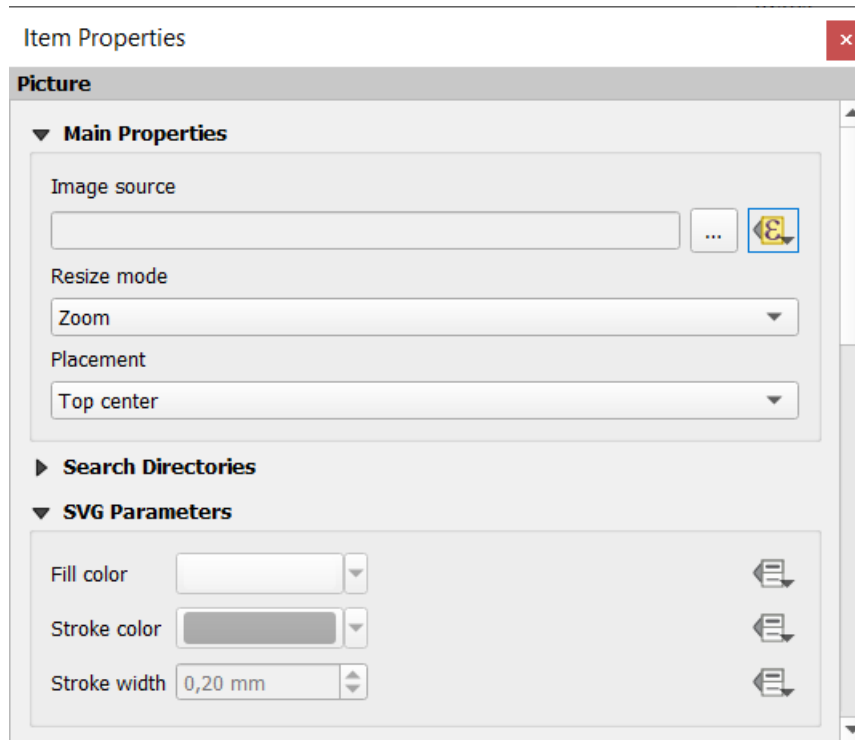 Item Properties
Picture
Main Properties
Image source
...
ε
Resize mode
Zoom
Placement
Top center
Search Directories
SVG Parameters
Fill color
Stroke color
Stroke width 0,20 mm